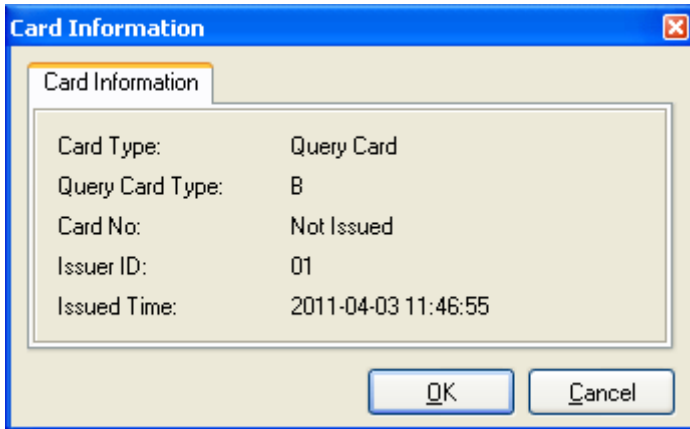 Card Information
Card Information
Card Type: Query Card
Query Card Type: B
Card No: Not Issued
Issuer ID: 01
Issued Time: 2011-04-03 11:46:55
OK Cancel